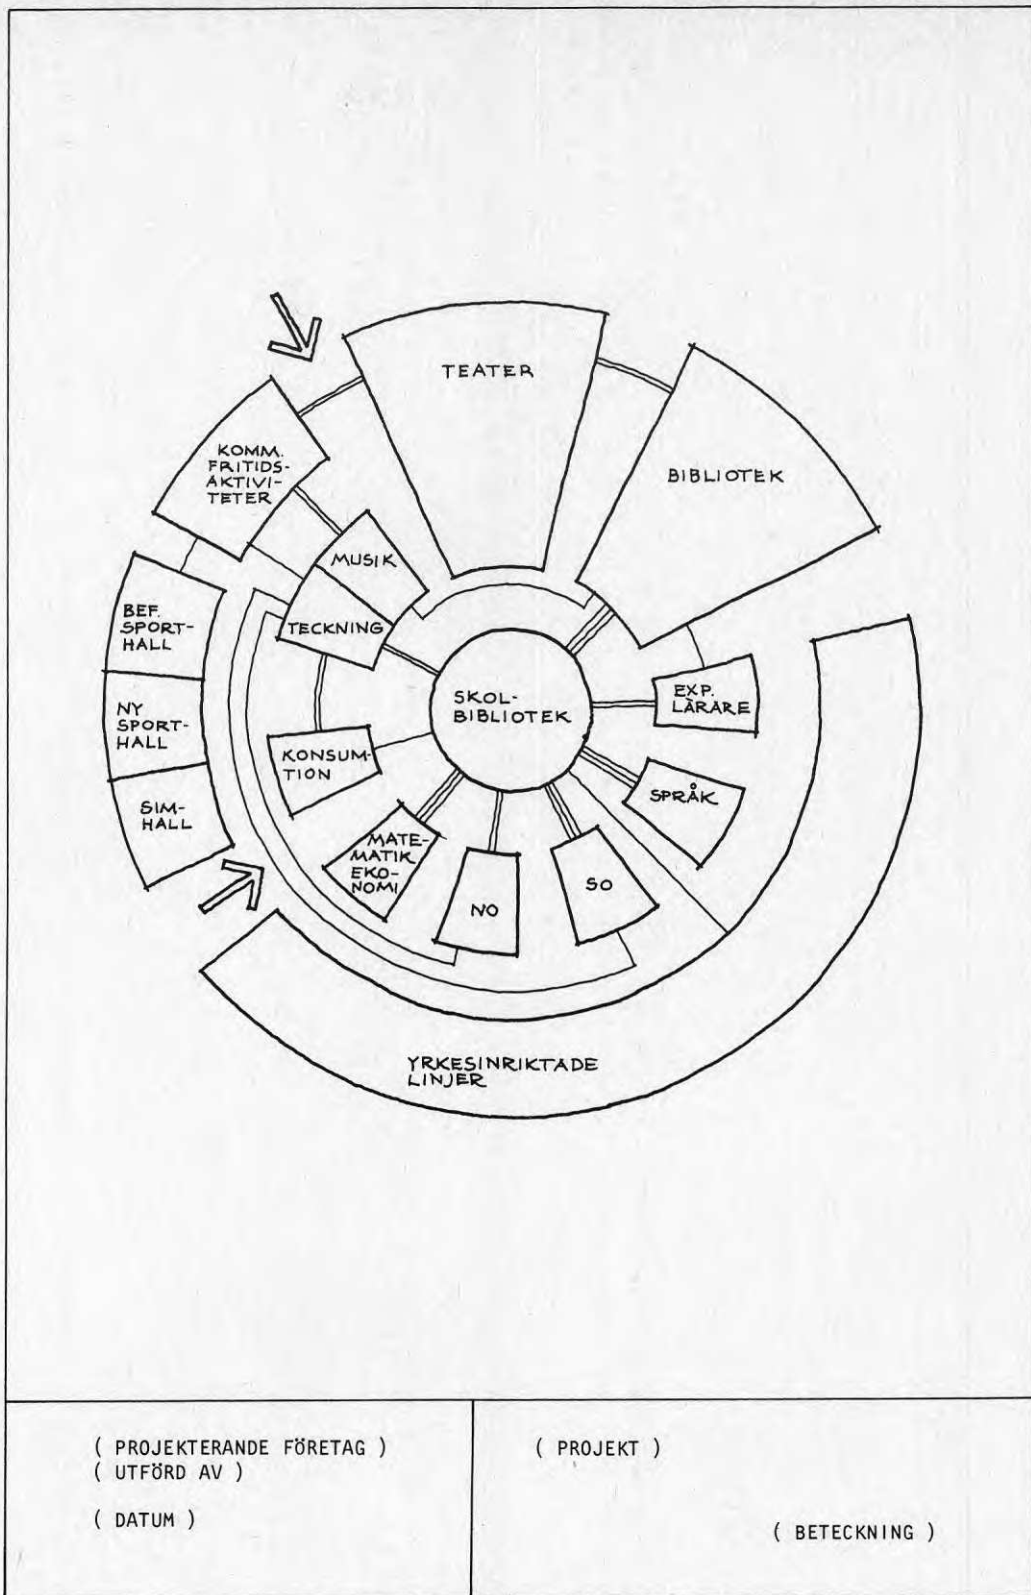 TEATER
BIBLIOTEK
KOMM.
FRITIDS-
AKTIVI-
TETER
MUSIK
TECKNING
BEF.
SPORT-
HALL
NY
SPORT-
HALL
SIM-
HALL
SKOL-
BIBLIOTEK
EXP.
LÄRARE
KONSUM-
TION
SPRÅK
MATE-
MATIK
EKO-
NOMI
NO
SO
YRKESINRIKTADE
LINJER
( PROJEKTERANDE FÖRETAG )
( UTFÖRD AV )
( DATUM )
( PROJEKT )
( BETECKNING )